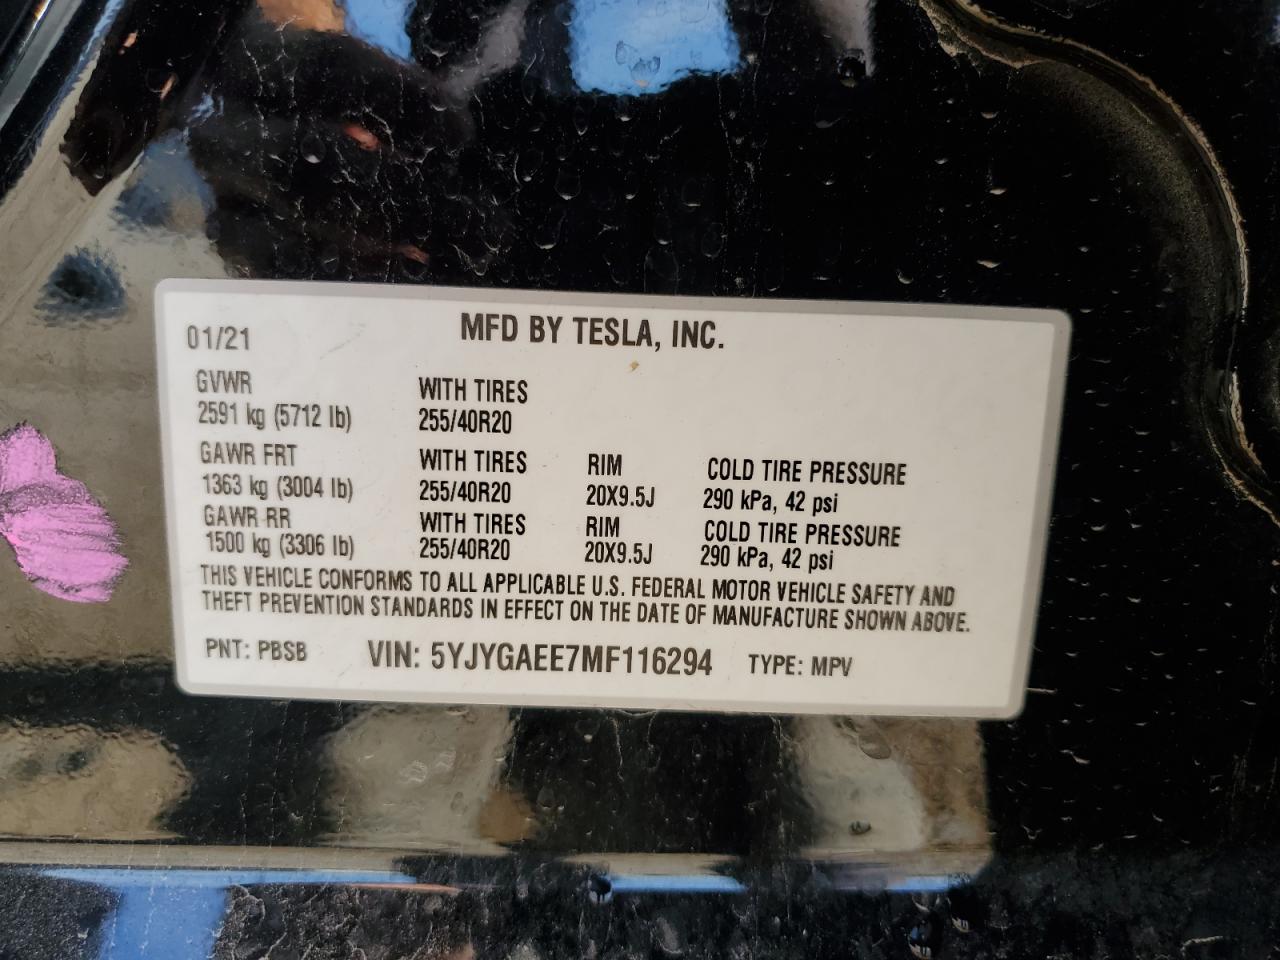 01/21 MFD BY TESLA, INC.
GVWR WITH TIRES
2591 kg (5712 lb) 255/40R20
GAWR FRT WITH TIRES RIM COLD TIRE PRESSURE
1363 kg (3004 lb) 255/40R20 20X9.5J 290 kPa, 42 psi
GAWR RR WITH TIRES RIM COLD TIRE PRESSURE
1500 kg (3306 lb) 255/40R20 20X9.5J 290 kPa, 42 psi
THIS VEHICLE CONFORMS TO ALL APPLICABLE U.S. FEDERAL MOTOR VEHICLE SAFETY AND
THEFT PREVENTION STANDARDS IN EFFECT ON THE DATE OF MANUFACTURE SHOWN ABOVE.
PNT: PBSB VIN: 5YJYGAEE7MF116294 TYPE: MPV